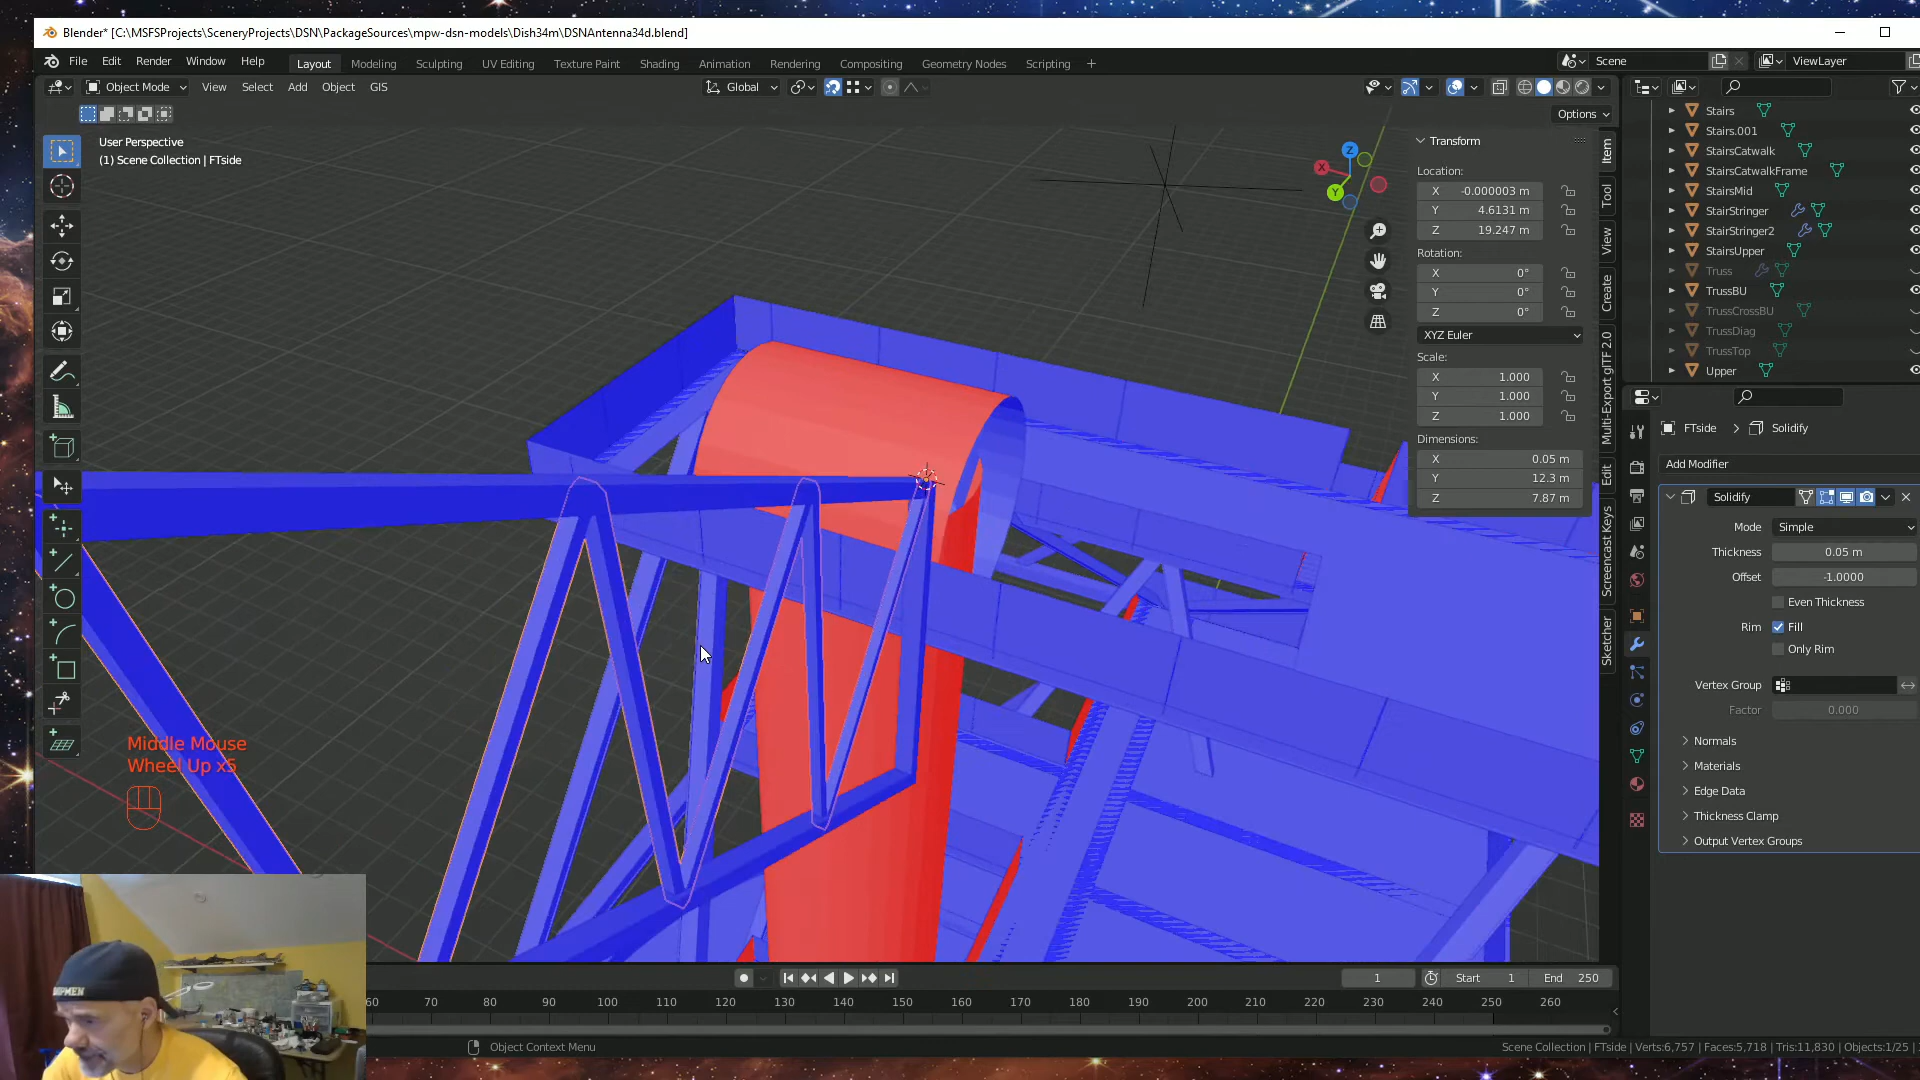 Blender* [C:\MSFSProjects\SceneryProjects\DSN\PackageSources\mpw-dsn-models\Dish34m\DSNAntenna34d.blend]
File Edit Render Window Help
Layout Modeling Sculpting UV Editing Texture Paint Shading Animation Rendering Compositing Geometry Nodes Scripting +
Scene
ViewLayer
Object Mode View Select Add Object GIS
Global
Options
User Perspective
(1) Scene Collection | FTside
X
Y
Z
Transform
Location:
X -0.000003 m
Y 4.6131 m
Z 19.247 m
Rotation:
X 0°
Y 0°
Z 0°
XYZ Euler
Scale:
X 1.000
Y 1.000
Z 1.000
Dimensions:
X 0.05 m
Y 12.3 m
Z 7.87 m
Item
Tool
View
Create
Multi-Export glTF 2.0
Edit
Screencast Keys
Sketcher
Stairs
Stairs.001
StairsCatwalk
StairsCatwalkFrame
StairsMid
StairStringer
StairStringer2
StairsUpper
Truss
TrussBU
TrussCrossBU
TrussDiag
TrussTop
Upper
FTside > Solidify
Add Modifier
Solidify
Mode Simple
Thickness 0.05 m
Offset -1.0000
Even Thickness
Rim Fill
Only Rim
Vertex Group
Factor 0.000
Normals
Materials
Edge Data
Thickness Clamp
Output Vertex Groups
Middle Mouse
Wheel Up x5
1 Start 1 End 250
60 70 80 90 100 110 120 130 140 150 160 170 180 190 200 210 220 230 240 250 260
Object Context Menu
Scene Collection | FTside | Verts:6,757 | Faces:5,718 | Tris:11,830 | Objects:1/25 |